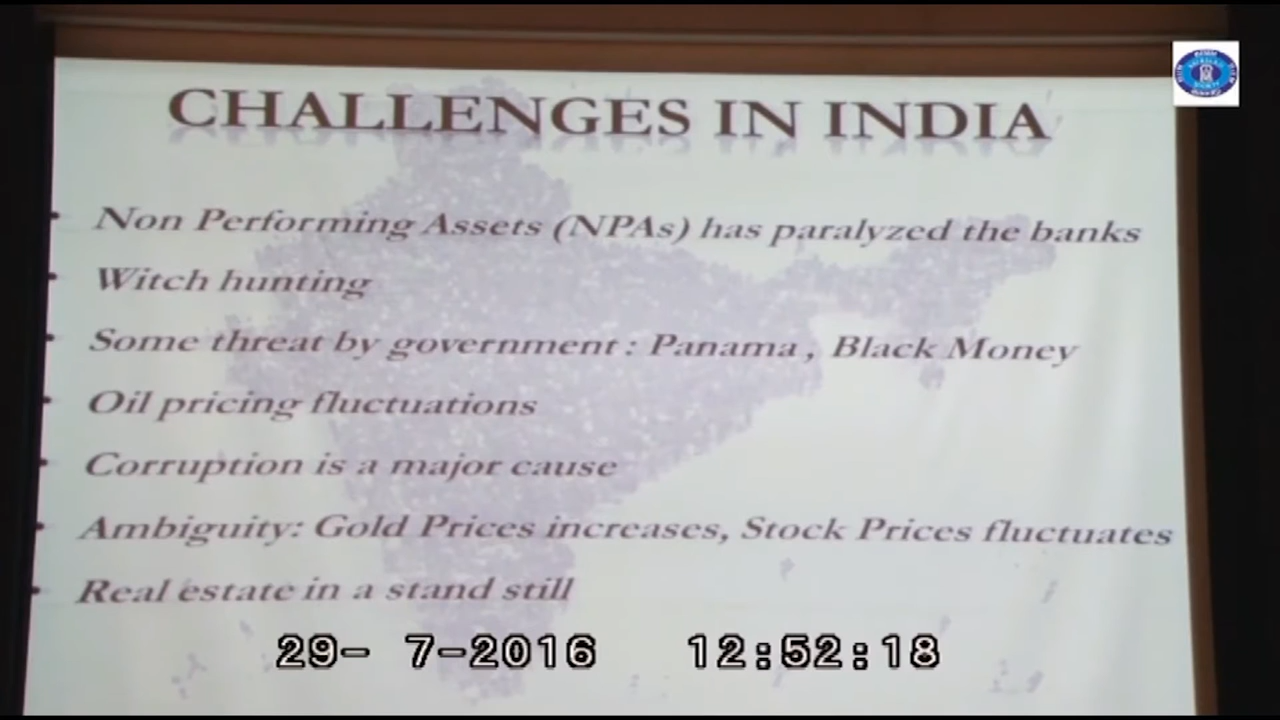 CHALLENGES IN INDIA
• Non Performing Assets (NPAs) has paralyzed the banks
• Witch hunting
• Some threat by government : Panama , Black Money
• Oil pricing fluctuations
• Corruption is a major cause
• Ambiguity: Gold Prices increases, Stock Prices fluctuates
• Real estate in a stand still
29- 7-2016 12:52:18